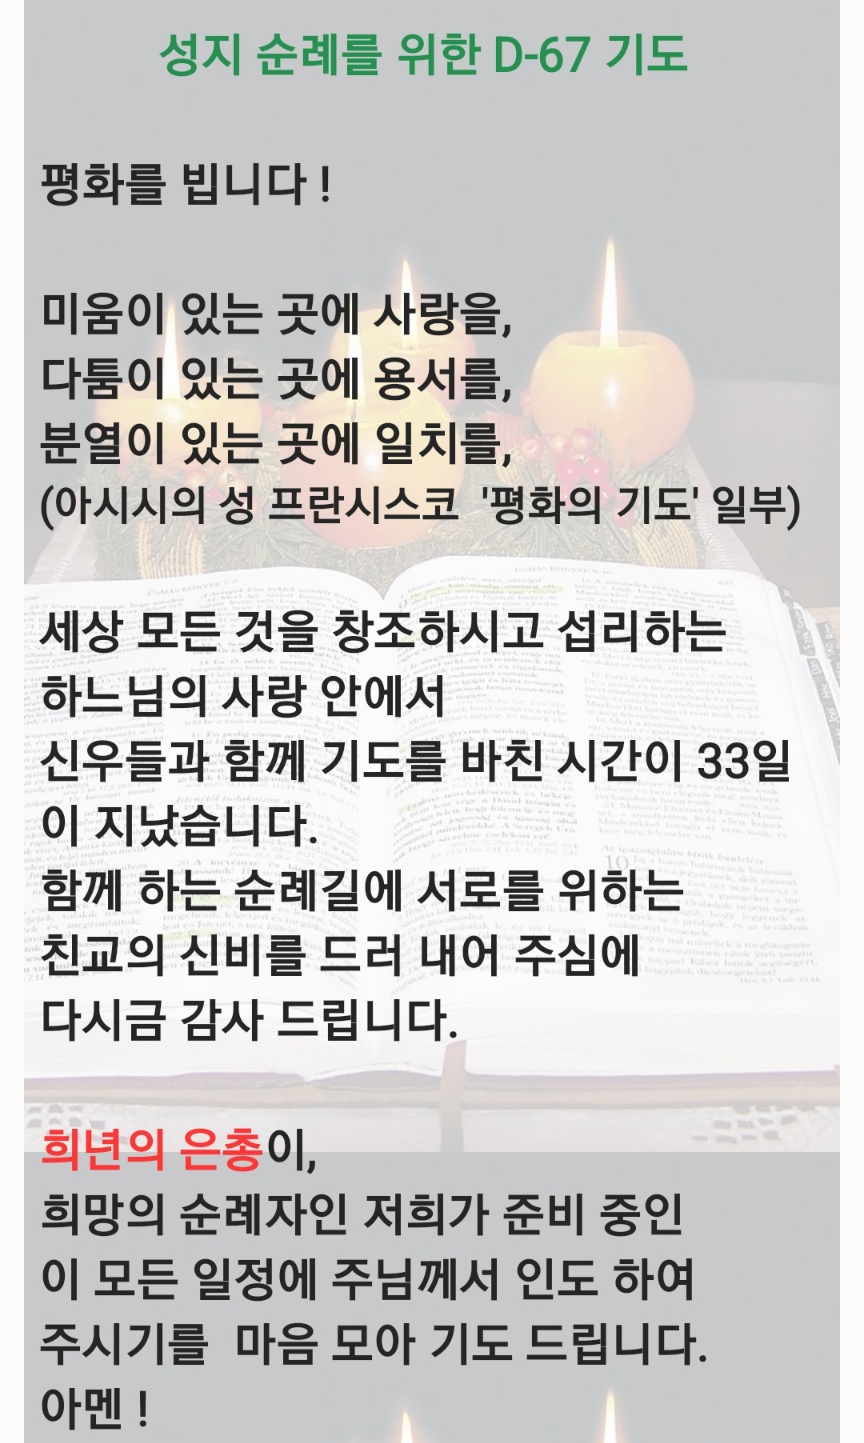 성지 순례를 위한 D-67 기도
평화를 빕니다 !
미움이 있는 곳에 사랑을,
다툼이 있는 곳에 용서를,
분열이 있는 곳에 일치를,
(아시시의 성 프란시스코 '평화의 기도' 일부)
세상 모든 것을 창조하시고 섭리하는
하느님의 사랑 안에서
신우들과 함께 기도를 바친 시간이 33일
이 지났습니다.
함께 하는 순례길에 서로를 위하는
친교의 신비를 드러 내어 주심에
다시금 감사 드립니다.
희년의 은총이,
희망의 순례자인 저희가 준비 중인
이 모든 일정에 주님께서 인도 하여
주시기를 마음 모아 기도 드립니다.
아멘 !